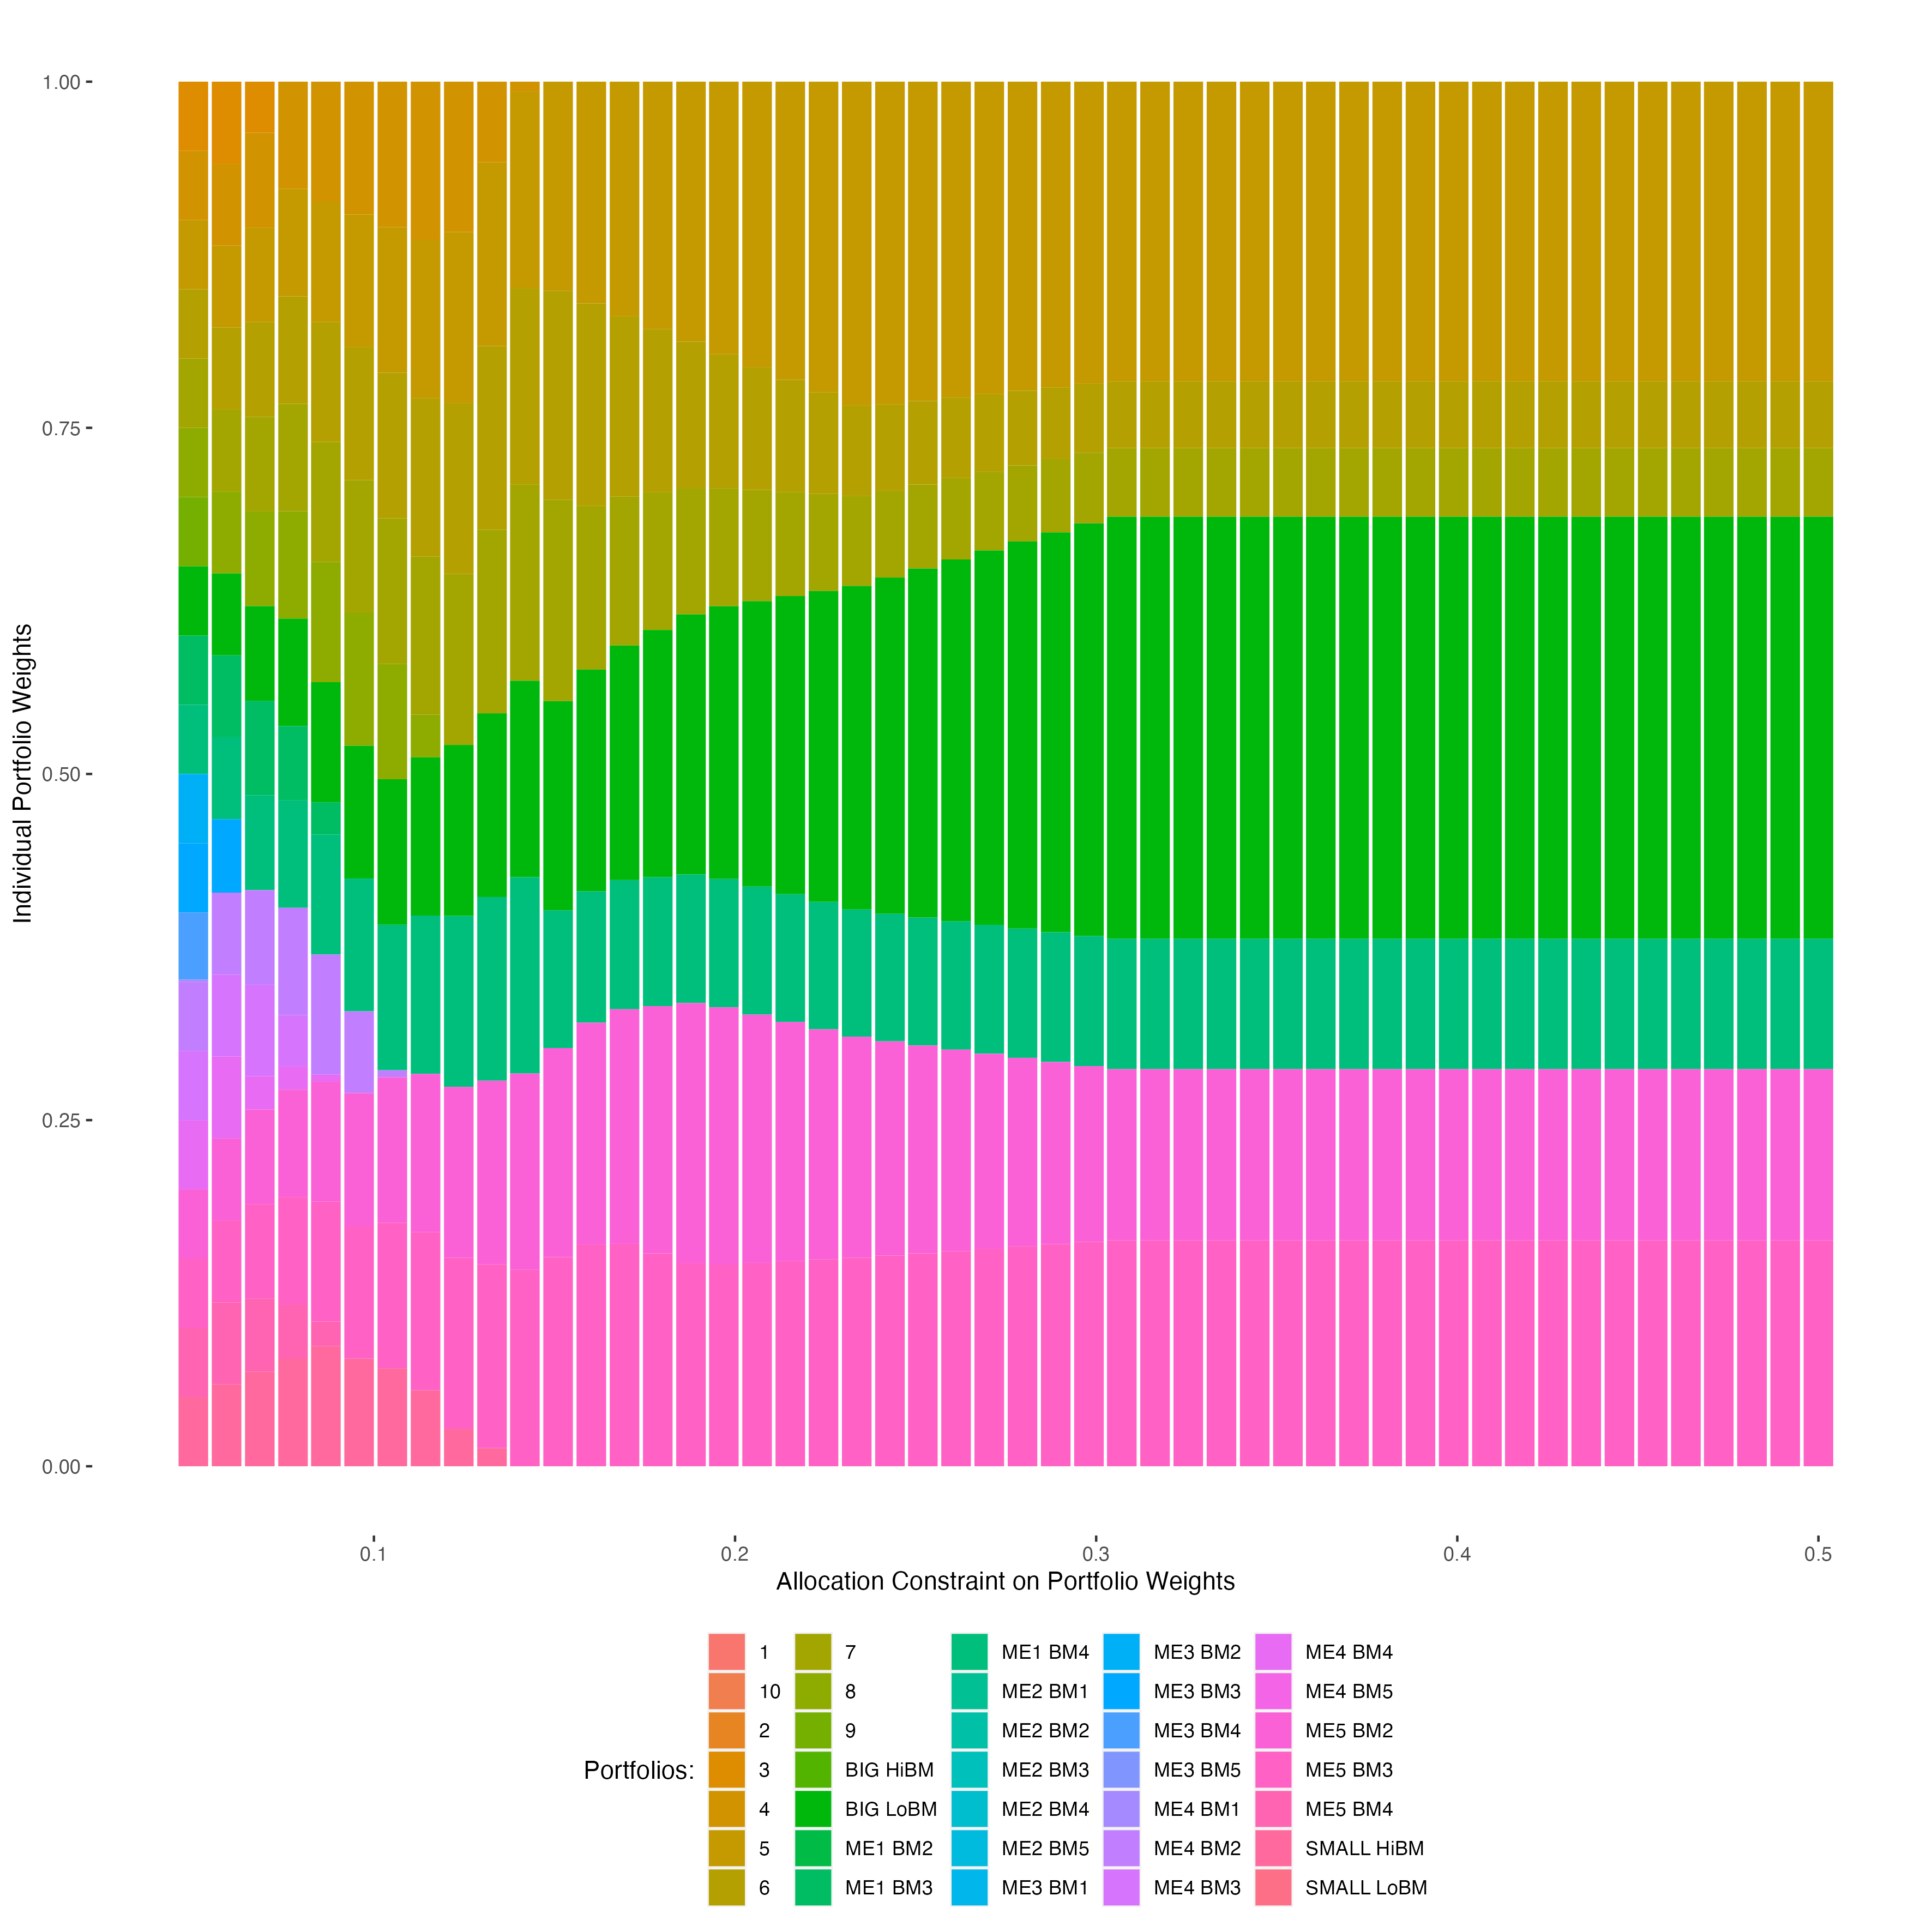 1.00
0.75
0.50
0.25
0.00
Individual Portfolio Weights
0.1 0.2 0.3 0.4 0.5
Allocation Constraint on Portfolio Weights
Portfolios:
1
10
2
3
4
5
6
7
8
9
BIG HiBM
BIG LoBM
ME1 BM2
ME1 BM3
ME1 BM4
ME2 BM1
ME2 BM2
ME2 BM3
ME2 BM4
ME2 BM5
ME3 BM1
ME3 BM2
ME3 BM3
ME3 BM4
ME3 BM5
ME4 BM1
ME4 BM2
ME4 BM3
ME4 BM4
ME4 BM5
ME5 BM2
ME5 BM3
ME5 BM4
SMALL HiBM
SMALL LoBM